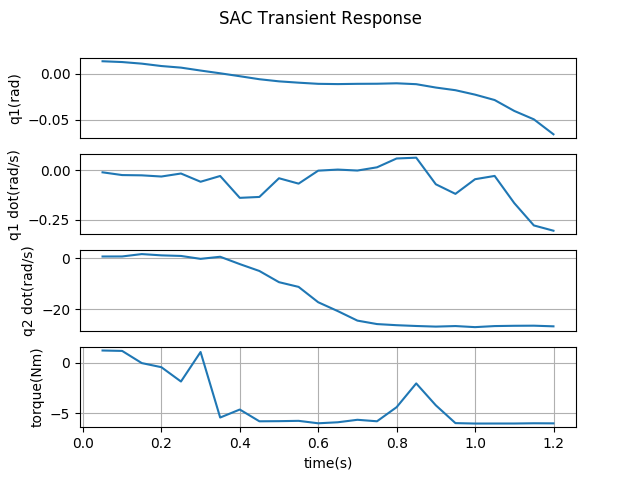 SAC Transient Response
q1(rad)
0.00
−0.05
q1 dot(rad/s)
0.00
−0.25
q2 dot(rad/s)
0
−20
torque(Nm)
0
−5
0.0 0.2 0.4 0.6 0.8 1.0 1.2
time(s)